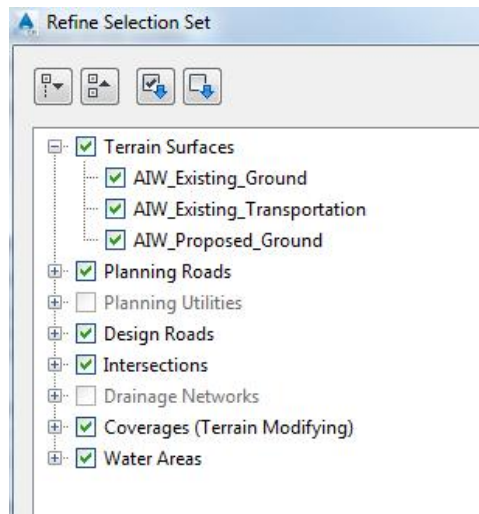 Refine Selection Set
Terrain Surfaces
AIW_Existing_Ground
AIW_Existing_Transportation
AIW_Proposed_Ground
Planning Roads
Planning Utilities
Design Roads
Intersections
Drainage Networks
Coverages (Terrain Modifying)
Water Areas